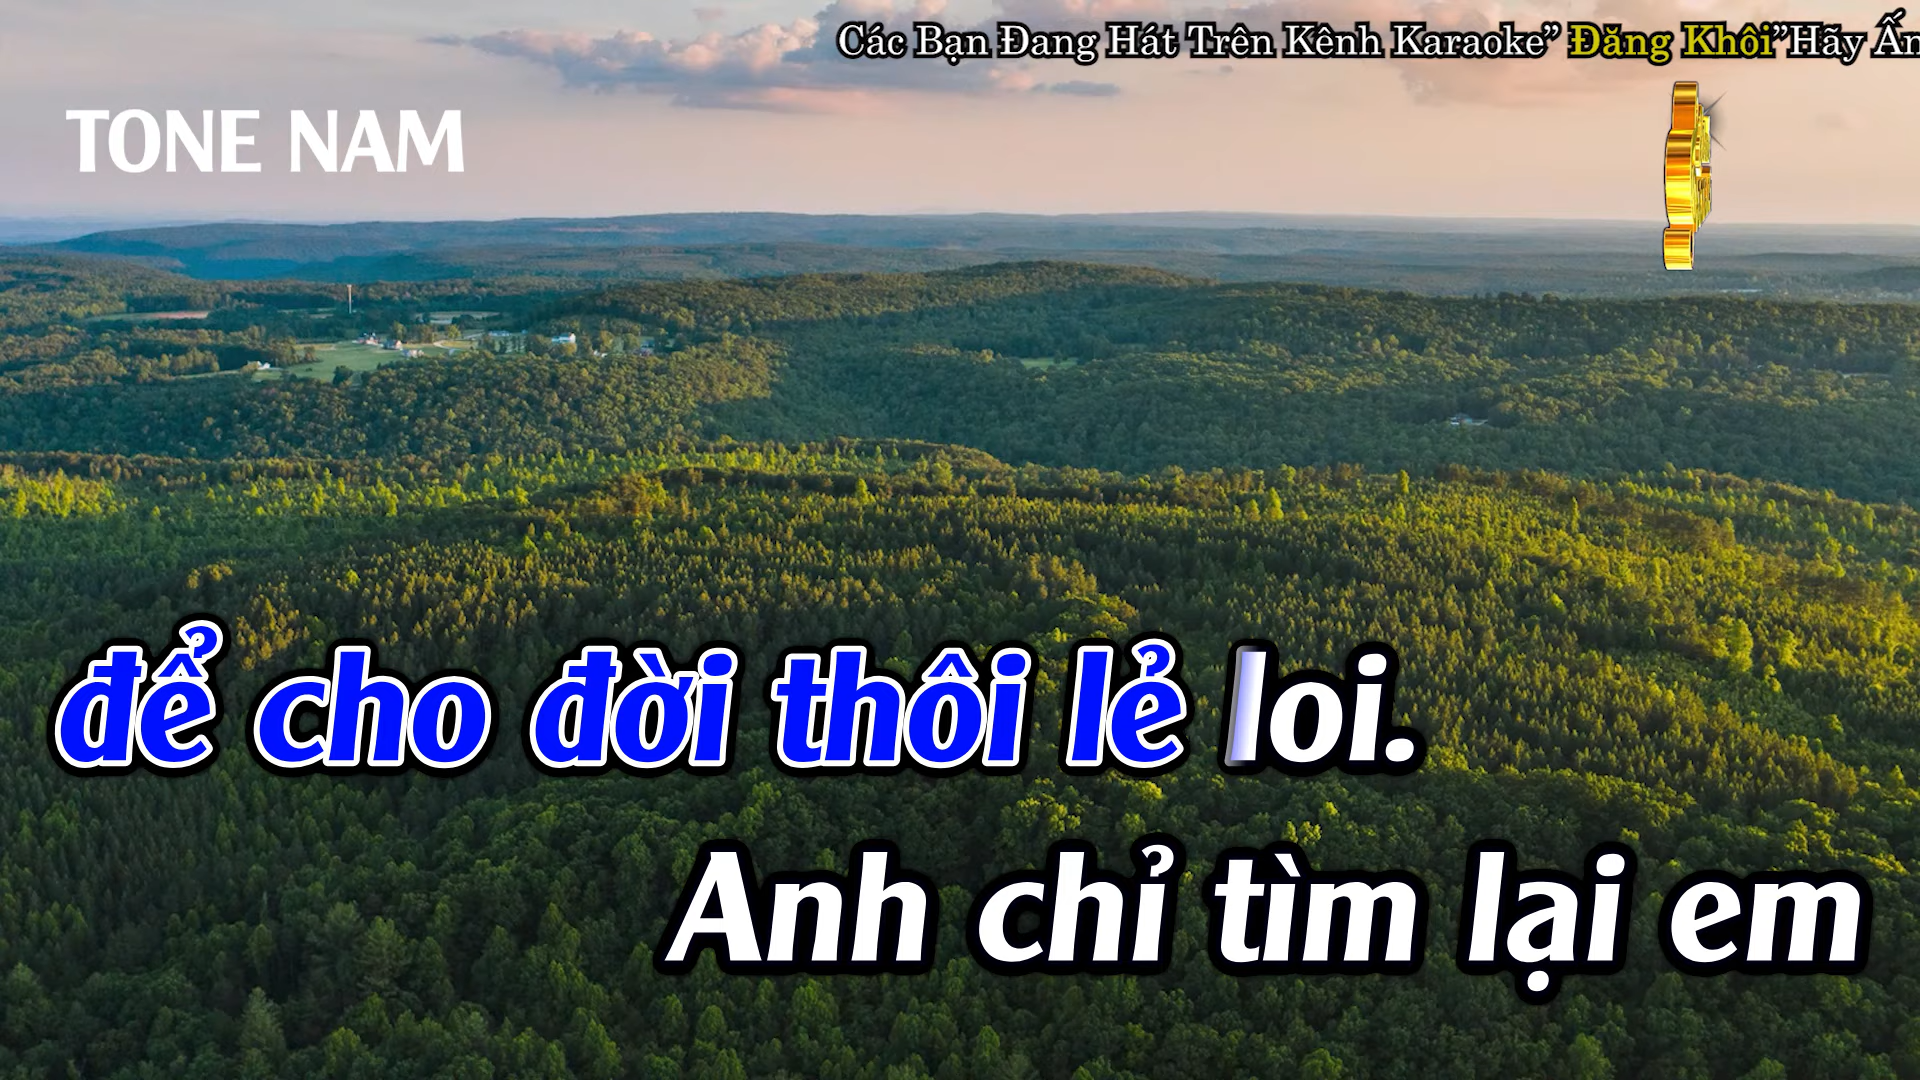 Các Bạn Đang Hát Trên Kênh Karaoke” Đăng Khôi”Hãy Ấn
TONE NAM
để cho đời thôi lẻ loi.
Anh chỉ tìm lại em